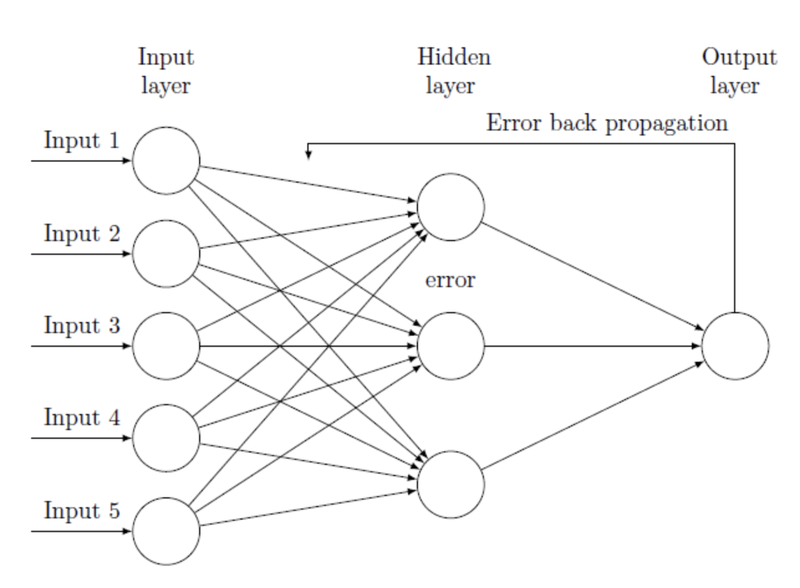 Input
layer
Hidden
layer
Output
layer
Error back propagation
Input 1
Input 2
error
Input 3
Input 4
Input 5